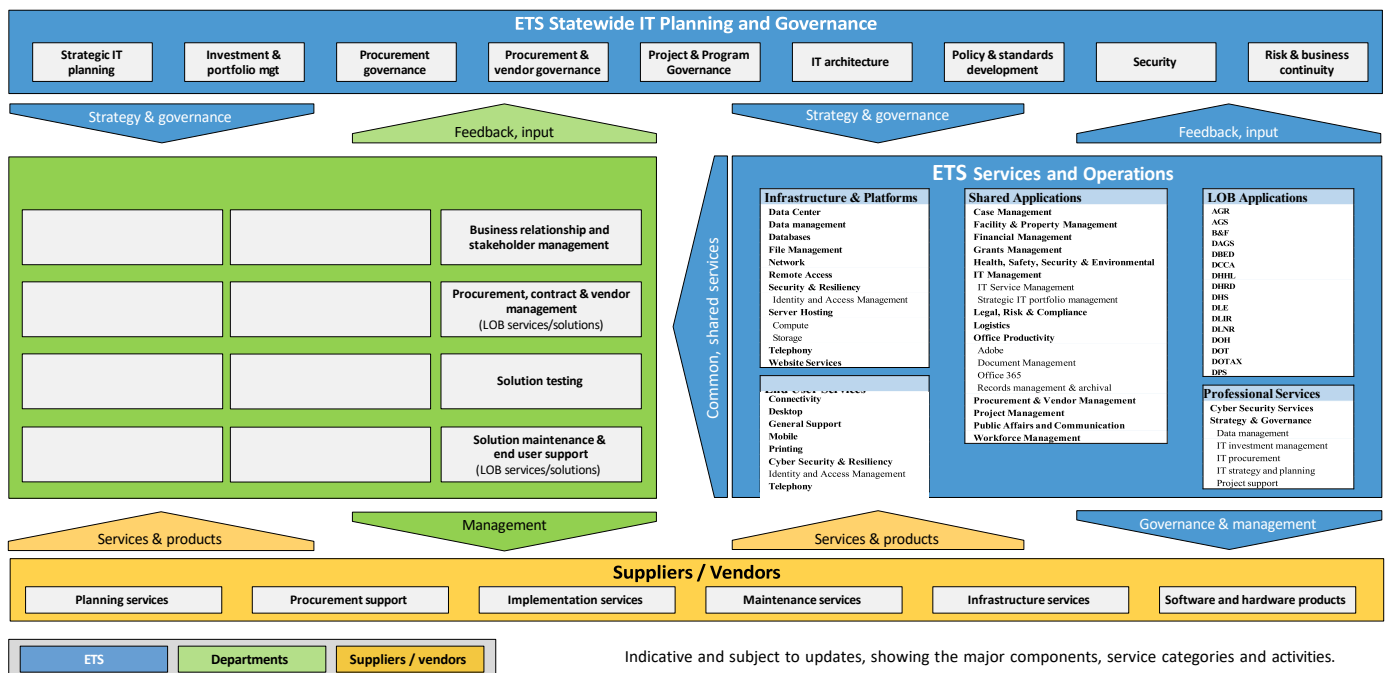 ETS Statewide IT Planning and Governance
Strategic IT
planning
Investment &
portfolio mgt
Procurement
governance
Procurement &
vendor governance
Project & Program
Governance
IT architecture
Policy & standards
development
Security
Risk & business
continuity
Strategy & governance
Feedback, input
Strategy & governance
Feedback, input
Business relationship and
stakeholder management
Procurement, contract & vendor
management
(LOB services/solutions)
Solution testing
Solution maintenance &
end user support
(LOB services/solutions)
Common, shared services
ETS Services and Operations
Infrastructure & Platforms
Data Center
Data management
Databases
File Management
Network
Remote Access
Security & Resiliency
Identity and Access Management
Server Hosting
Compute
Storage
Telephony
Website Services
End User Services
Connectivity
Desktop
General Support
Mobile
Printing
Cyber Security & Resiliency
Identity and Access Management
Telephony
Shared Applications
Case Management
Facility & Property Management
Financial Management
Grants Management
Health, Safety, Security & Environmental
IT Management
IT Service Management
Strategic IT portfolio management
Legal, Risk & Compliance
Logistics
Office Productivity
Adobe
Document Management
Office 365
Records management & archival
Procurement & Vendor Management
Project Management
Public Affairs and Communication
Workforce Management
LOB Applications
AGR
AGS
B&F
DAGS
DBED
DCCA
DHHL
DHRD
DHS
DLE
DLIR
DLNR
DOH
DOT
DOTAX
DPS
Professional Services
Cyber Security Services
Strategy & Governance
Data management
IT investment management
IT procurement
IT strategy and planning
Project support
Services & products
Management
Services & products
Governance & management
Suppliers / Vendors
Planning services
Procurement support
Implementation services
Maintenance services
Infrastructure services
Software and hardware products
ETS
Departments
Suppliers / vendors
Indicative and subject to updates, showing the major components, service categories and activities.